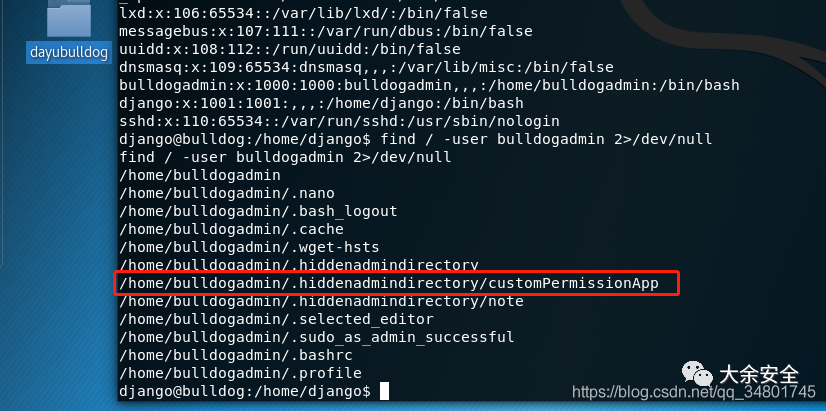 dayubulldog
lxd:x:106:65534::/var/lib/lxd/:/bin/false
messagebus:x:107:111::/var/run/dbus:/bin/false
uuidd:x:108:112::/run/uuidd:/bin/false
dnsmasq:x:109:65534:dnsmasq,,,:/var/lib/misc:/bin/false
bulldogadmin:x:1000:1000:bulldogadmin,,,:/home/bulldogadmin:/bin/bash
django:x:1001:1001:,,,:/home/django:/bin/bash
sshd:x:110:65534::/var/run/sshd:/usr/sbin/nologin
django@bulldog:/home/django$ find / -user bulldogadmin 2>/dev/null
find / -user bulldogadmin 2>/dev/null
/home/bulldogadmin
/home/bulldogadmin/.nano
/home/bulldogadmin/.bash_logout
/home/bulldogadmin/.cache
/home/bulldogadmin/.wget-hsts
/home/bulldogadmin/.hiddenadmindirectory
/home/bulldogadmin/.hiddenadmindirectory/customPermissionApp
/home/bulldogadmin/.hiddenadmindirectory/note
/home/bulldogadmin/.selected_editor
/home/bulldogadmin/.sudo_as_admin_successful
/home/bulldogadmin/.bashrc
/home/bulldogadmin/.profile
django@bulldog:/home/django$
大余安全
https://blog.csdn.net/qq_34801745